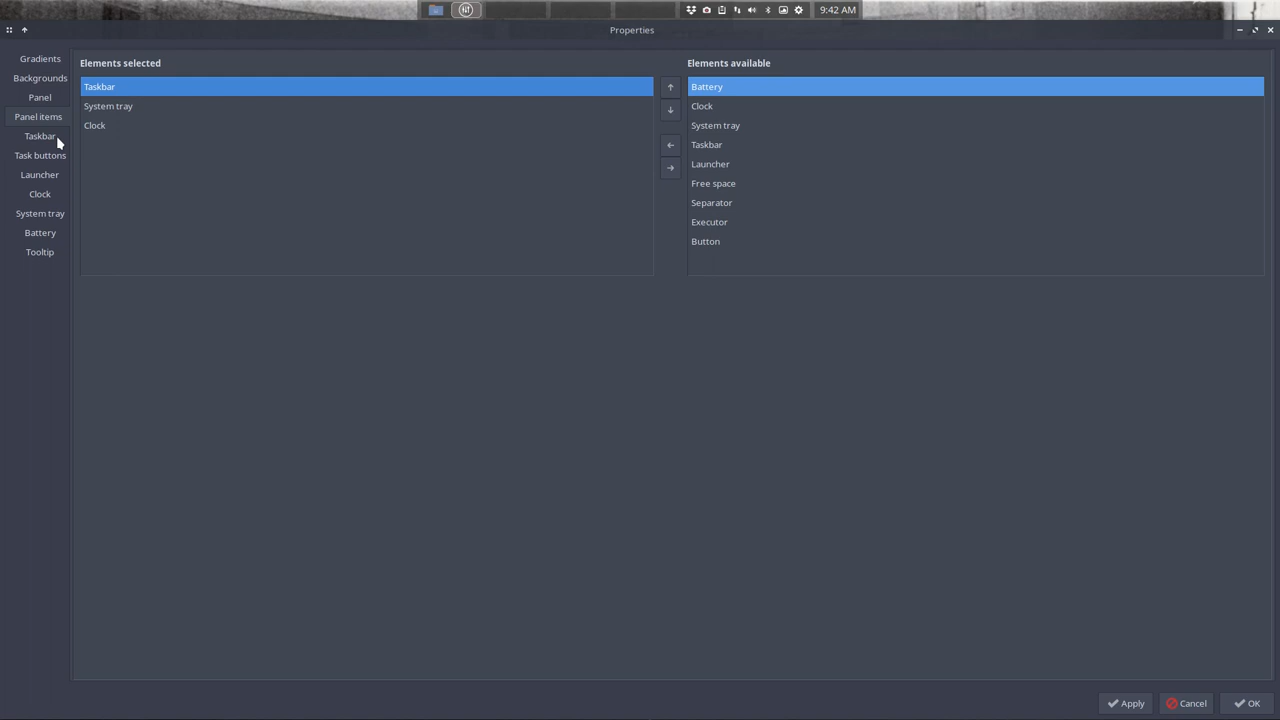 9:42 AM
Properties
Gradients
Backgrounds
Panel
Panel items
Taskbar
Task buttons
Launcher
Clock
System tray
Battery
Tooltip
Elements selected
Taskbar
System tray
Clock
Elements available
Battery
Clock
System tray
Taskbar
Launcher
Free space
Separator
Executor
Button
Apply
Cancel
OK